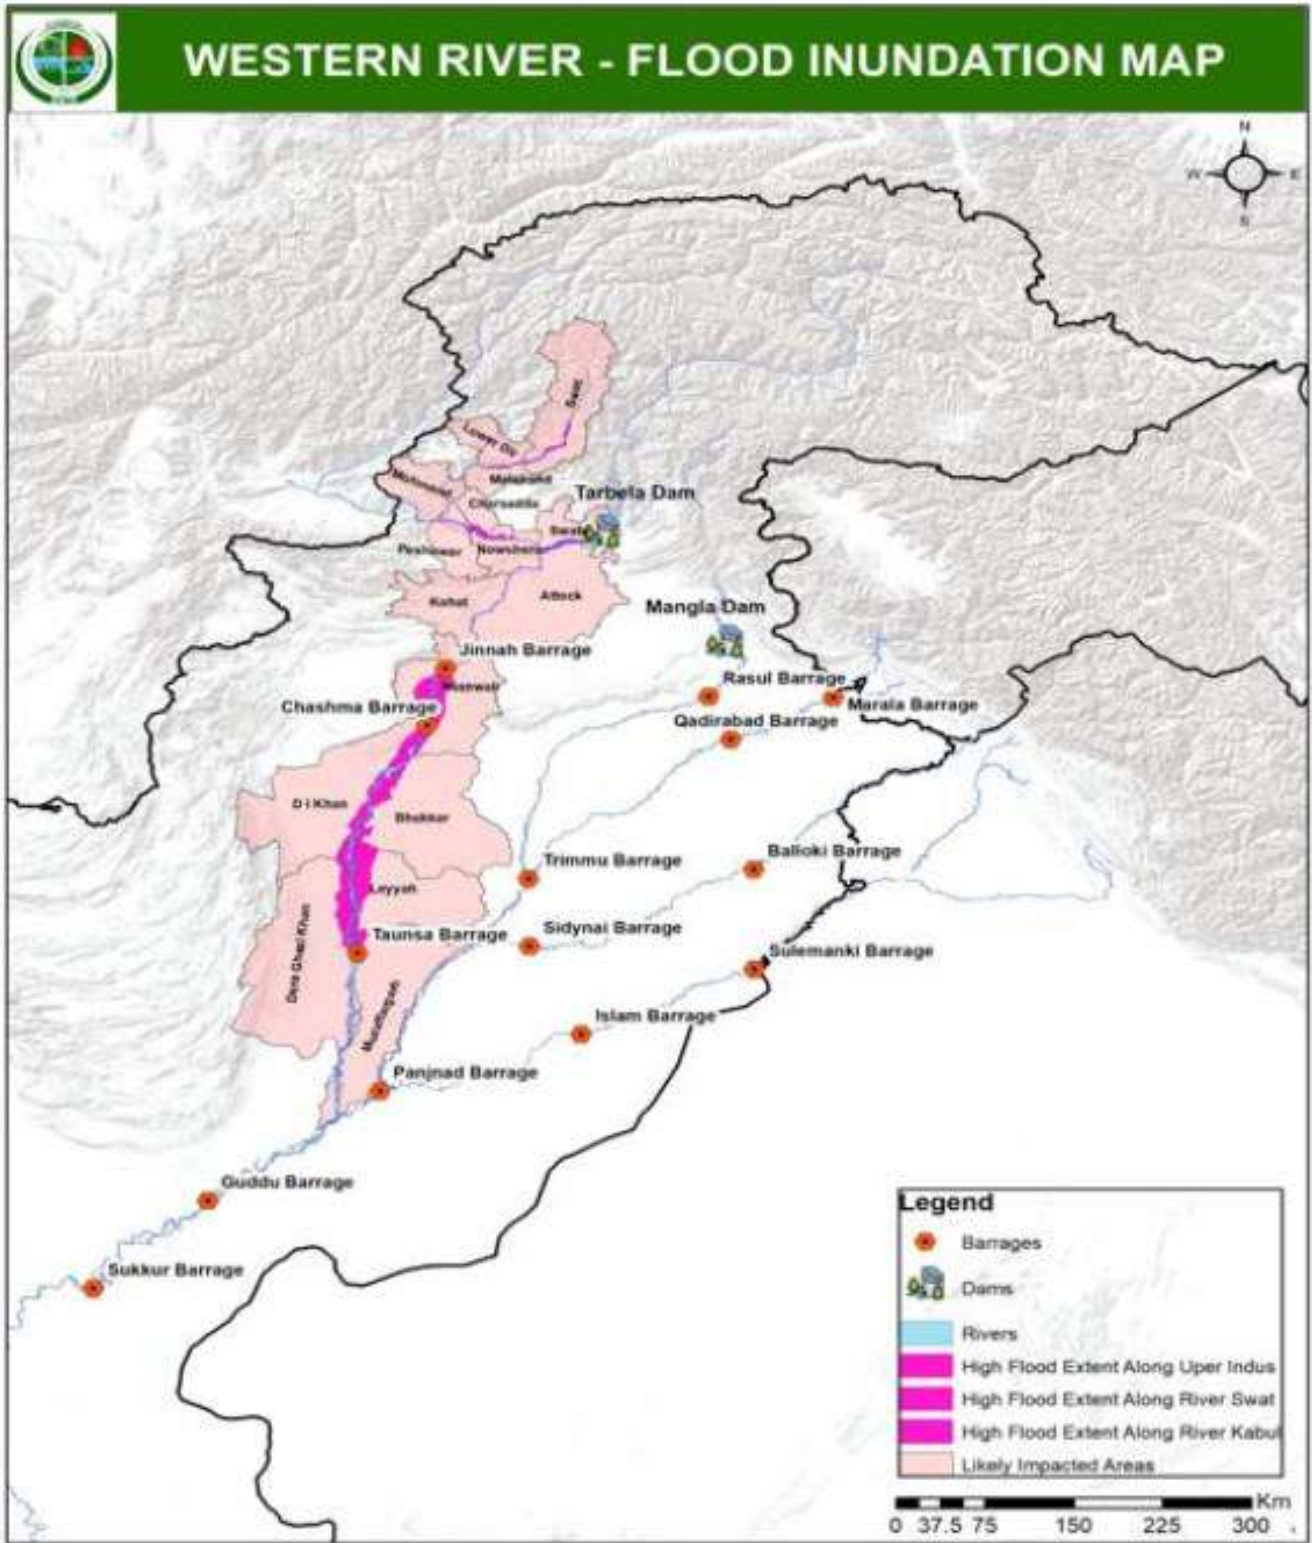 WESTERN RIVER - FLOOD INUNDATION MAP
N
W E
S
Swat
Lower Dir
Mohmand
Malakand
Charsadda
Tarbela Dam
Swabi
Peshawar
Nowshera
Kohat
Attock
Mangla Dam
Jinnah Barrage
Rasul Barrage
Chashma Barrage
Marala Barrage
Qadirabad Barrage
D I Khan
Bhakkar
Trimmu Barrage
Balloki Barrage
Layyah
Dera Ghazi Khan
Taunsa Barrage
Sidynai Barrage
Sulemanki Barrage
Muzaffargarh
Islam Barrage
Panjnad Barrage
Guddu Barrage
Sukkur Barrage
Legend
Barrages
Dams
Rivers
High Flood Extent Along Uper Indus
High Flood Extent Along River Swat
High Flood Extent Along River Kabul
Likely Impacted Areas
Km
0 37.5 75 150 225 300